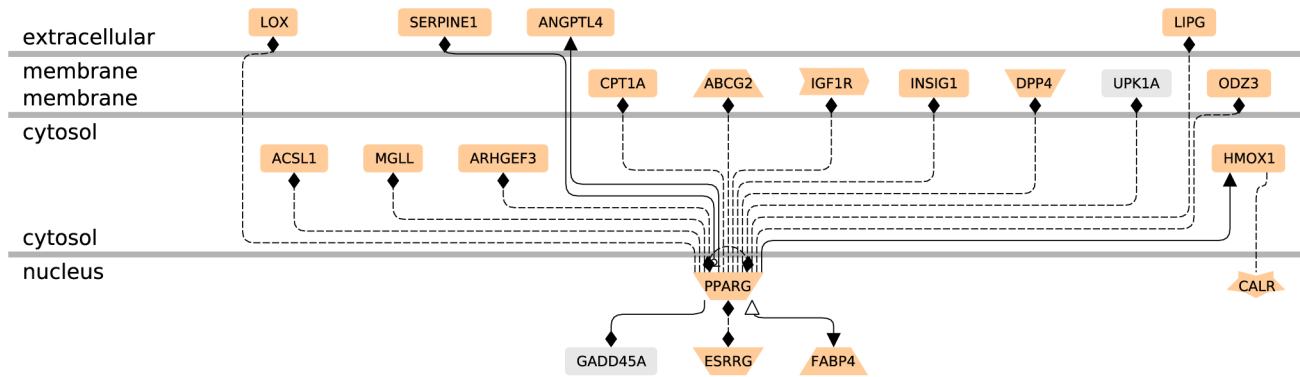 LOX SERPINE1 ANGPTL4 LIPG
extracellular
membrane
CPT1A ABCG2 IGF1R INSIG1 DPP4 UPK1A ODZ3
membrane
cytosol
ACSL1 MGLL ARHGEF3 HMOX1
cytosol
nucleus
PPARG CALR
GADD45A ESRRG FABP4